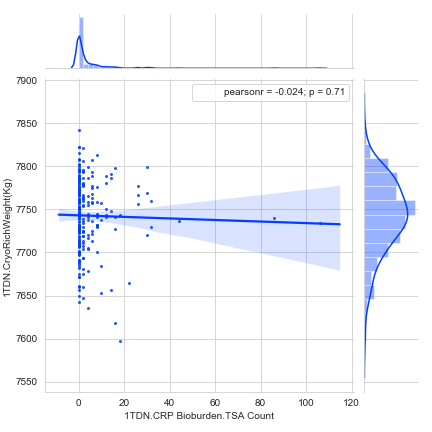 pearsonr = -0.024; p = 0.71
7900
7850
7800
7750
7700
7650
7600
7550
1TDN.CryoRichWeight(Kg)
0 20 40 60 80 100 120
1TDN.CRP Bioburden.TSA Count